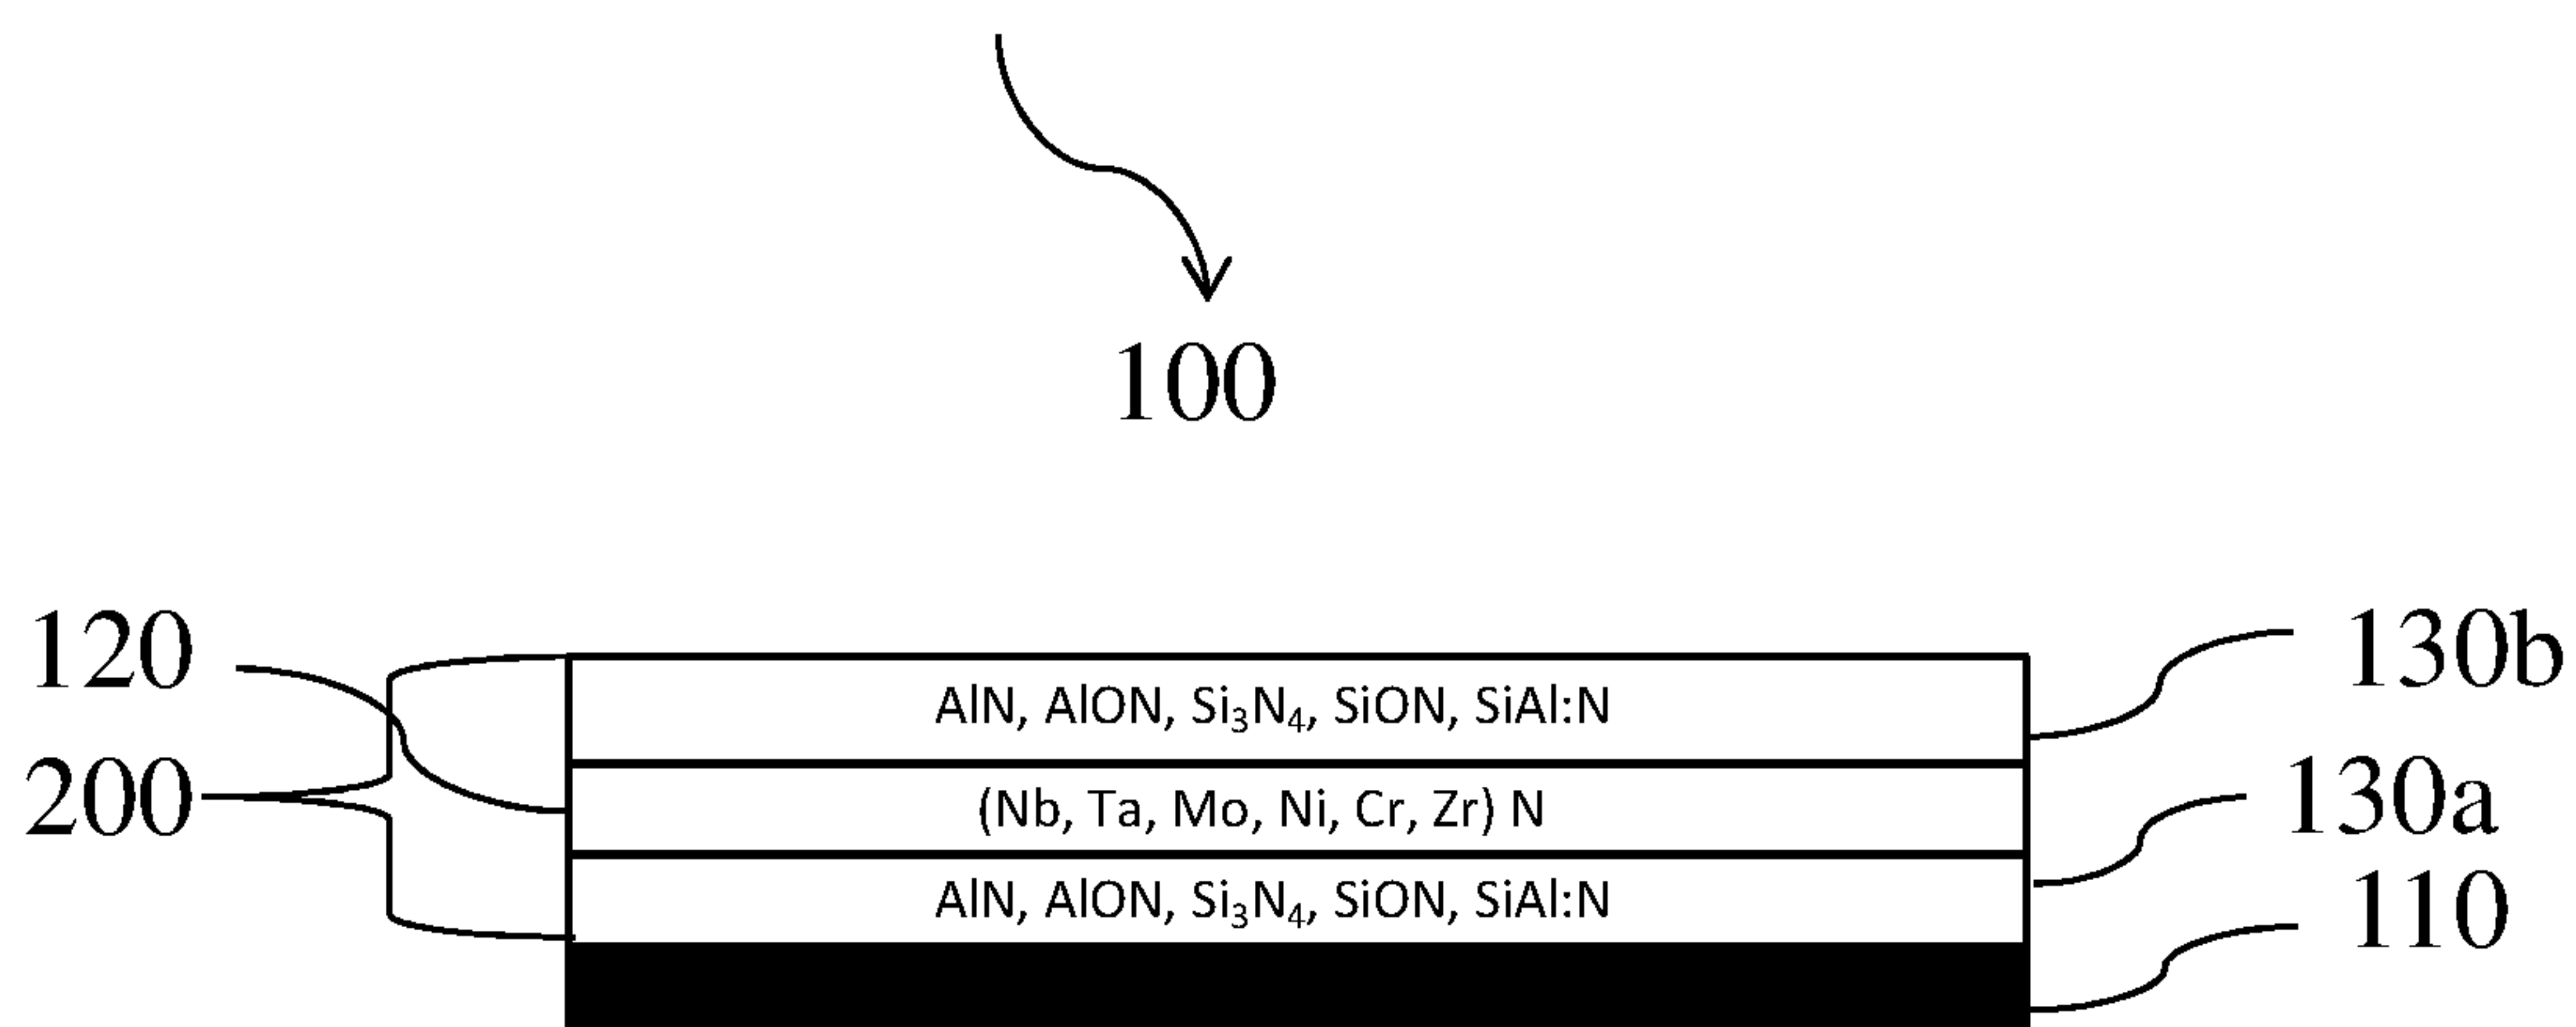 100
120
130b
AlN, AlON, Si₃N₄, SiON, SiAl:N
200
(Nb, Ta, Mo, Ni, Cr, Zr) N
130a
AlN, AlON, Si₃N₄, SiON, SiAl:N
110